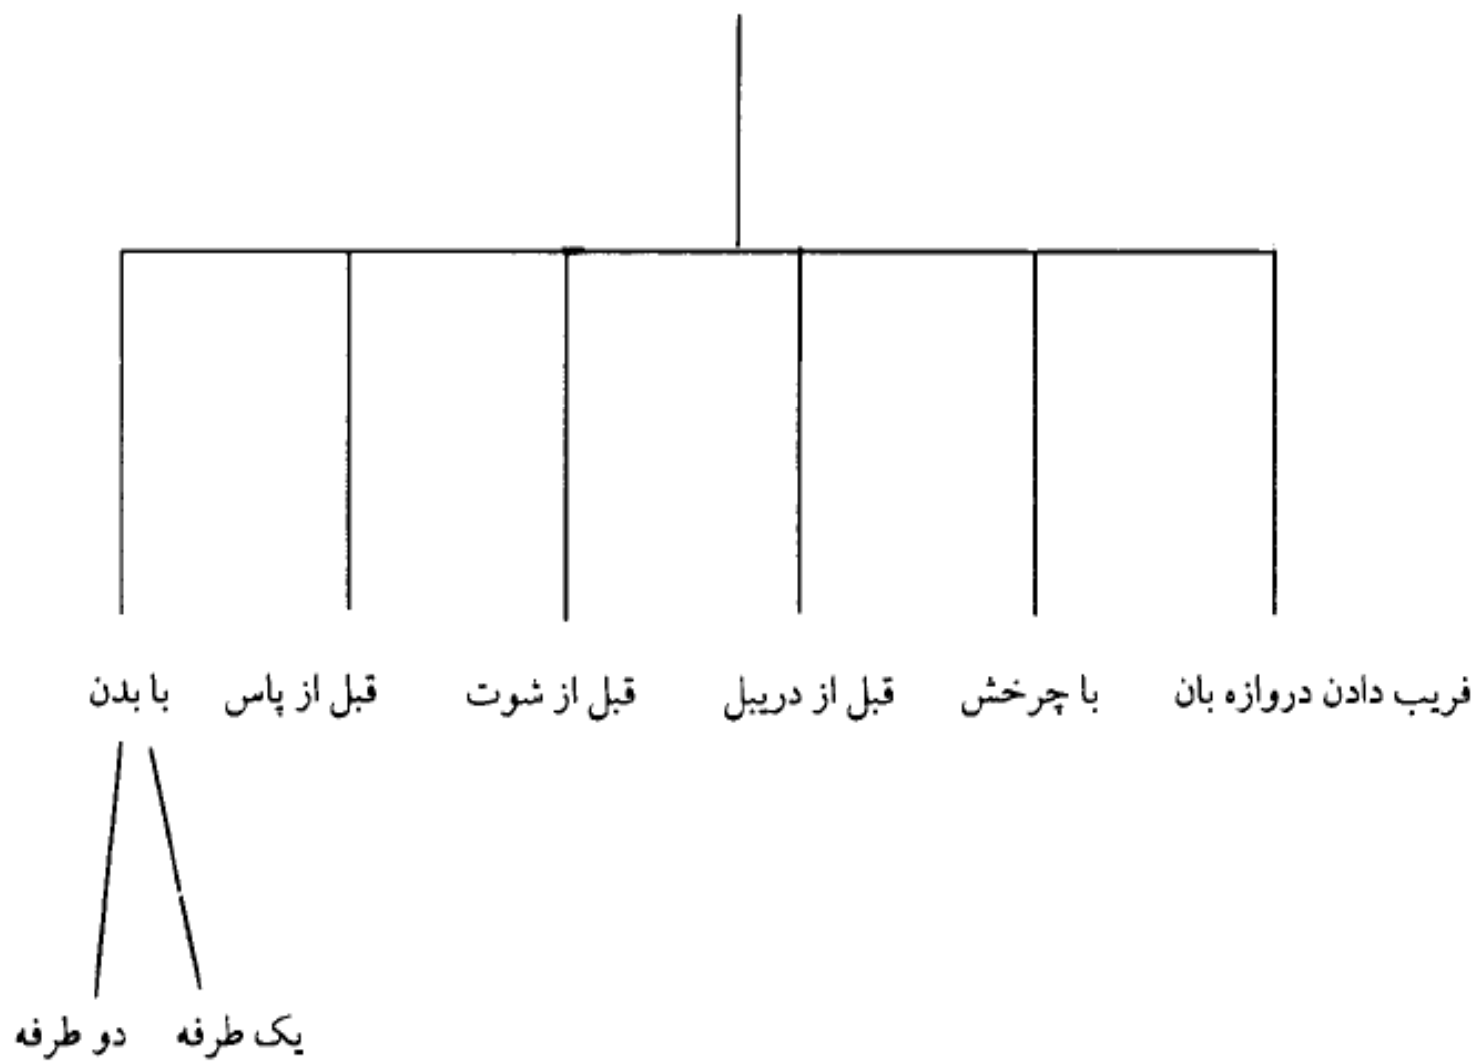 فریب دادن دروازه بان
با چرخش
قبل از دریبل
قبل از شوت
قبل از پاس
با بدن
یک طرفه
دو طرفه